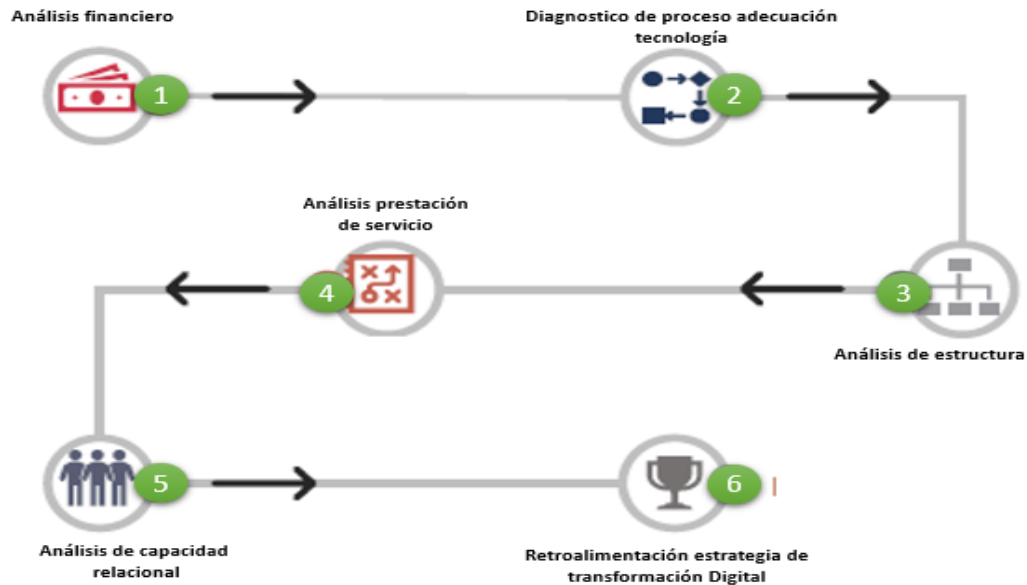 Análisis financiero
1
Diagnostico de proceso adecuación
tecnología
2
3
Análisis de estructura
Análisis prestación
de servicio
4
5
Análisis de capacidad
relacional
6
Retroalimentación estrategia de
transformación Digital